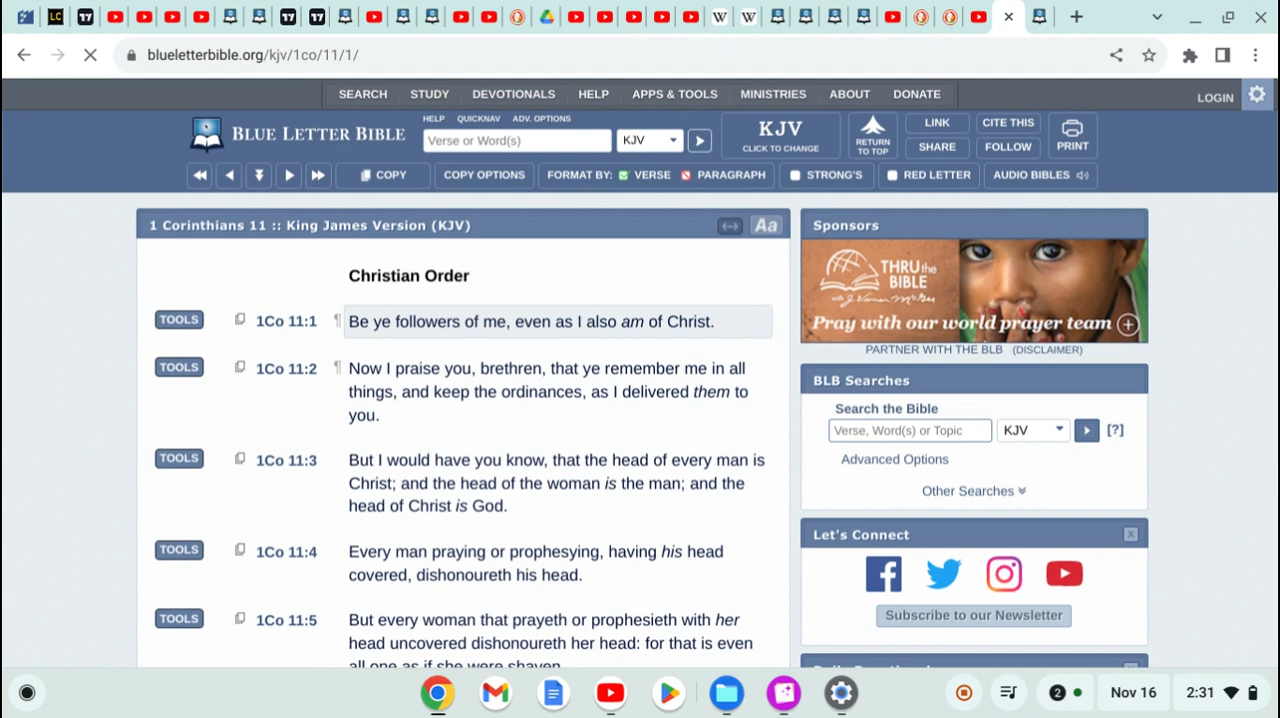 blueletterbible.org/kjv/1co/11/1/
SEARCH STUDY DEVOTIONALS HELP APPS & TOOLS MINISTRIES ABOUT DONATE LOGIN
BLUE LETTER BIBLE
HELP QUICKNAV ADV. OPTIONS
Verse or Word(s) KJV
KJV
CLICK TO CHANGE
RETURN
TO TOP
LINK CITE THIS
SHARE FOLLOW
PRINT
COPY COPY OPTIONS FORMAT BY: VERSE PARAGRAPH STRONG'S RED LETTER AUDIO BIBLES
1 Corinthians 11 :: King James Version (KJV) Aa
Christian Order
TOOLS 1Co 11:1 ¶ Be ye followers of me, even as I also am of Christ.
TOOLS 1Co 11:2 ¶ Now I praise you, brethren, that ye remember me in all
things, and keep the ordinances, as I delivered them to
you.
TOOLS 1Co 11:3 But I would have you know, that the head of every man is
Christ; and the head of the woman is the man; and the
head of Christ is God.
TOOLS 1Co 11:4 Every man praying or prophesying, having his head
covered, dishonoureth his head.
TOOLS 1Co 11:5 But every woman that prayeth or prophesieth with her
head uncovered dishonoureth her head: for that is even
all one as if she were shaven.
Sponsors
THRU the
BIBLE
with J. Vernon McGee
Pray with our world prayer team
PARTNER WITH THE BLB (DISCLAIMER)
BLB Searches
Search the Bible
Verse, Word(s) or Topic KJV [?]
Advanced Options
Other Searches
Let's Connect
Subscribe to our Newsletter
Nov 16 2:31
2